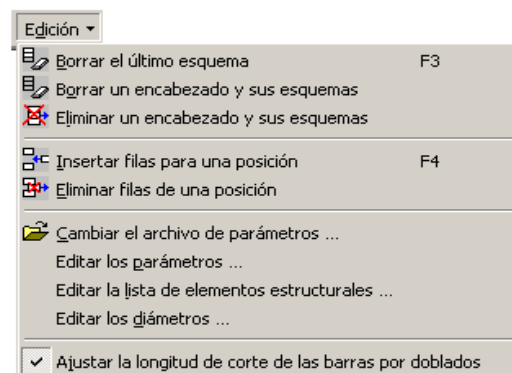 Edición
Borrar el último esquema F3
Borrar un encabezado y sus esquemas
Eliminar un encabezado y sus esquemas
Insertar filas para una posición F4
Eliminar filas de una posición
Cambiar el archivo de parámetros ...
Editar los parámetros ...
Editar la lista de elementos estructurales ...
Editar los diámetros ...
Ajustar la longitud de corte de las barras por doblados